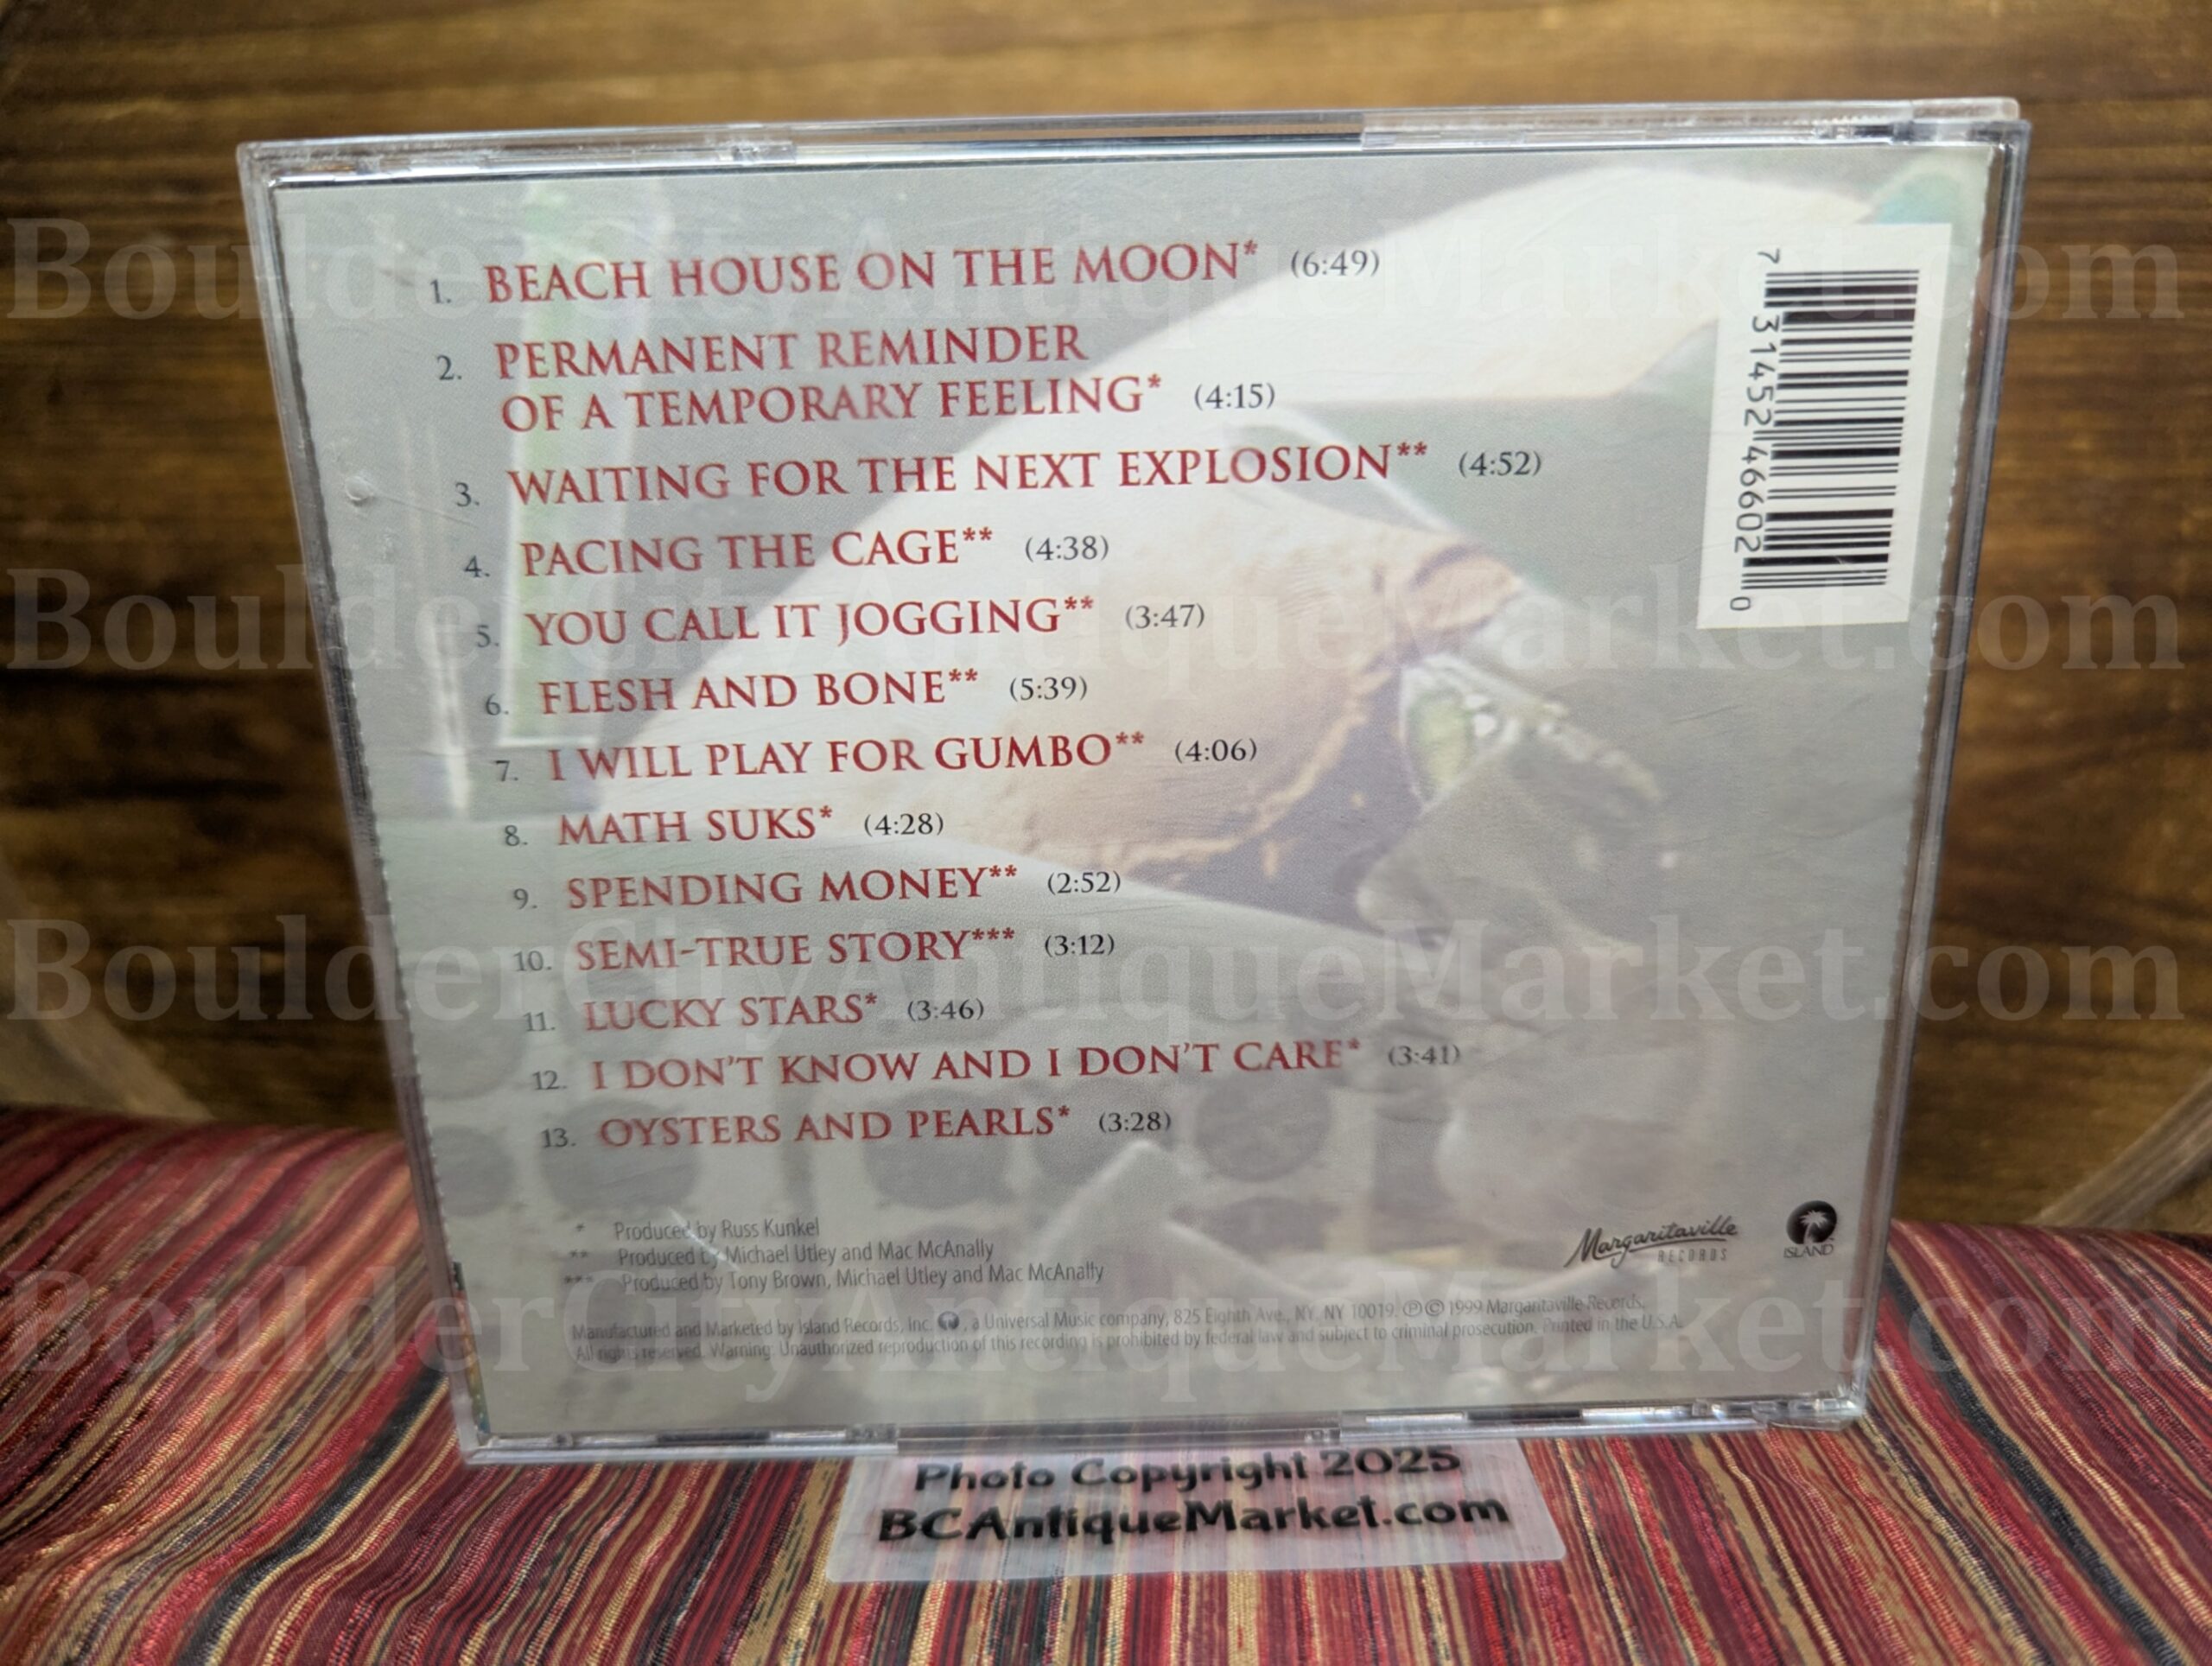 1. BEACH HOUSE ON THE MOON* (6:49)
2. PERMANENT REMINDER
OF A TEMPORARY FEELING* (4:15)
3. WAITING FOR THE NEXT EXPLOSION** (4:52)
4. PACING THE CAGE** (4:38)
5. YOU CALL IT JOGGING** (3:47)
6. FLESH AND BONE** (5:39)
7. I WILL PLAY FOR GUMBO** (4:06)
8. MATH SUKS* (4:28)
9. SPENDING MONEY** (2:52)
10. SEMI-TRUE STORY*** (3:12)
11. LUCKY STARS* (3:46)
12. I DON'T KNOW AND I DON'T CARE* (3:41)
13. OYSTERS AND PEARLS* (3:28)
7 31452 46602 0
* Produced by Russ Kunkel
** Produced by Michael Utley and Mac McAnally
*** Produced by Tony Brown, Michael Utley and Mac McAnally
Margaritaville
RECORDS
ISLAND
Manufactured and Marketed by Island Records, Inc. , a Universal Music company, 825 Eighth Ave., NY, NY 10019. ℗© 1999 Margaritaville Records.
All rights reserved. Warning: Unauthorized reproduction of this recording is prohibited by federal law and subject to criminal prosecution. Printed in the U.S.A.
Photo Copyright 2025
BCAntiqueMarket.com
BoulderCityAntiqueMarket.com
BoulderCityAntiqueMarket.com
BoulderCityAntiqueMarket.com
BoulderCityAntiqueMarket.com